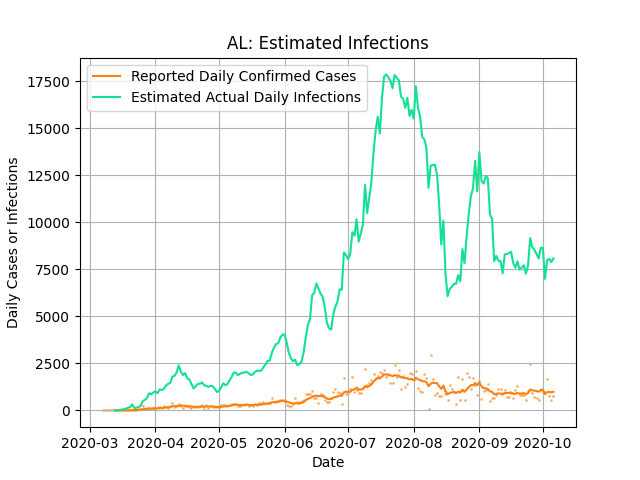 AL: Estimated Infections
Reported Daily Confirmed Cases
Estimated Actual Daily Infections
Daily Cases or Infections
17500
15000
12500
10000
7500
5000
2500
0
2020-03 2020-04 2020-05 2020-06 2020-07 2020-08 2020-09 2020-10
Date